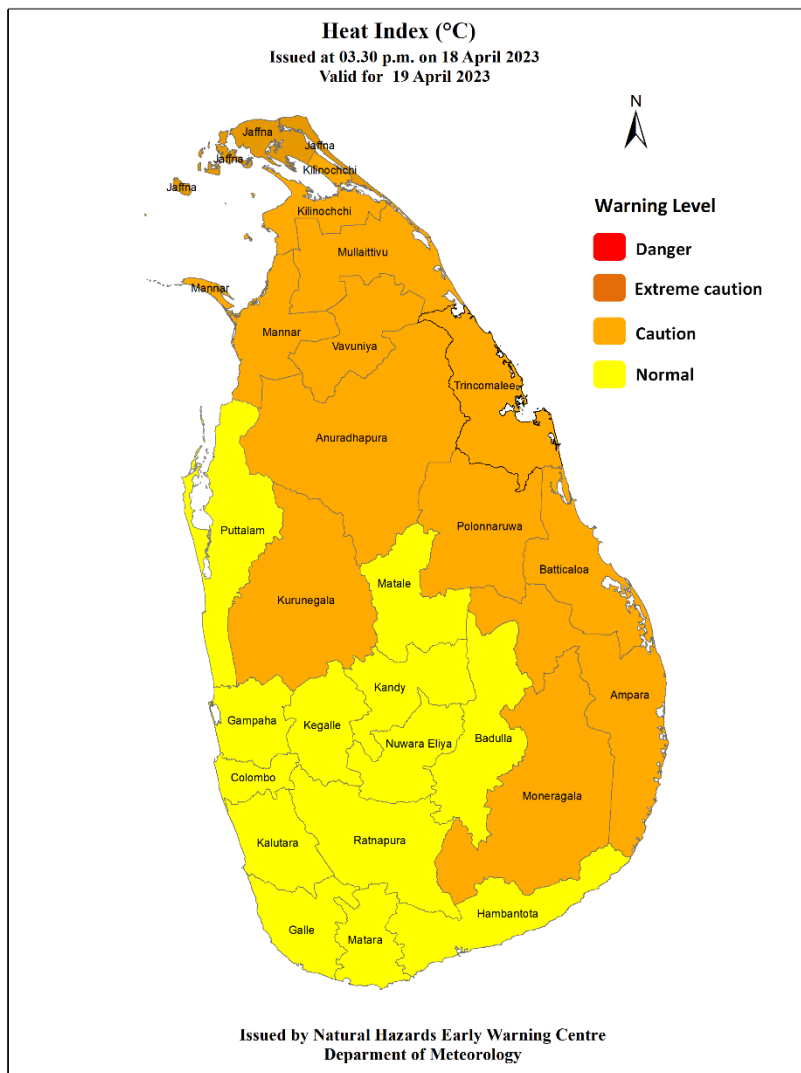 Heat Index (°C)
Issued at 03.30 p.m. on 18 April 2023
Valid for 19 April 2023
N
Warning Level
Danger
Extreme caution
Caution
Normal
Jaffna
Jaffna
Jaffna
Kilinochchi
Jaffna
Kilinochchi
Mullaittivu
Mannar
Mannar
Vavuniya
Trincomalee
Anuradhapura
Puttalam
Polonnaruwa
Batticaloa
Matale
Kurunegala
Kandy
Ampara
Gampaha
Kegalle
Nuwara Eliya
Badulla
Colombo
Moneragala
Kalutara
Ratnapura
Hambantota
Galle
Matara
Issued by Natural Hazards Early Warning Centre
Deparment of Meteorology